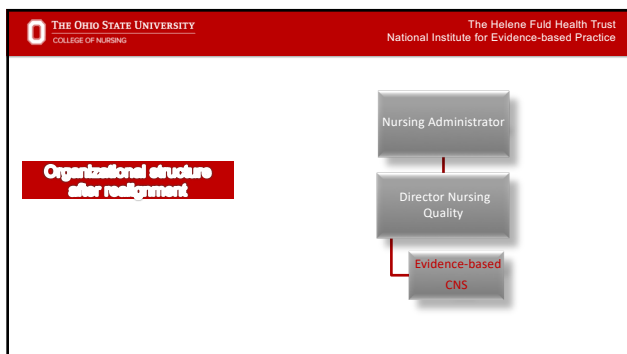 THE OHIO STATE UNIVERSITY
COLLEGE OF NURSING
The Helene Fuld Health Trust
National Institute for Evidence-based Practice
Organizational structure
after realignment
Nursing Administrator
Director Nursing
Quality
Evidence-based
CNS